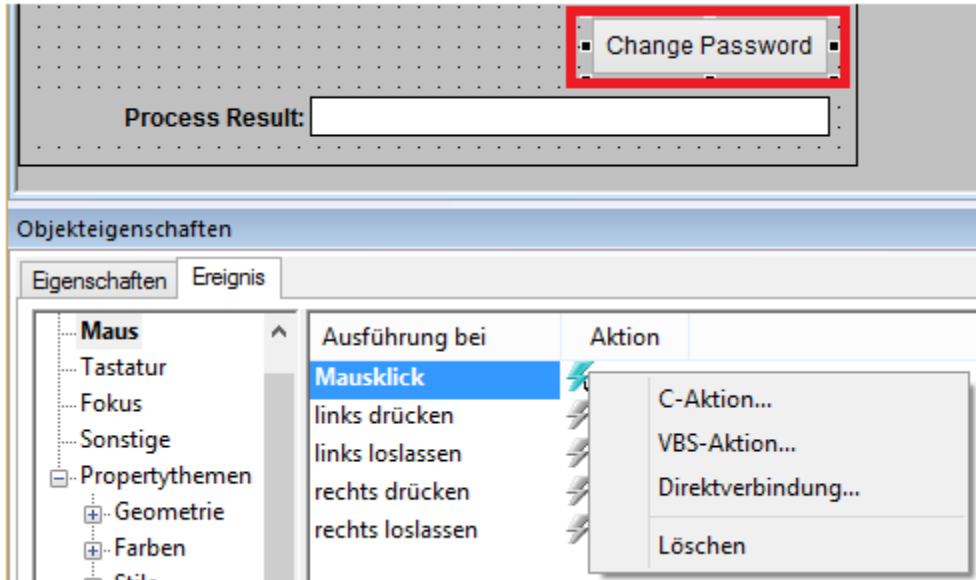 Change Password
Process Result:
Objekteigenschaften
Eigenschaften Ereignis
Maus
Tastatur
Fokus
Sonstige
Propertythemen
Geometrie
Farben
Ausführung bei Aktion
Mausklick
links drücken
links loslassen
rechts drücken
rechts loslassen
C-Aktion...
VBS-Aktion...
Direktverbindung...
Löschen